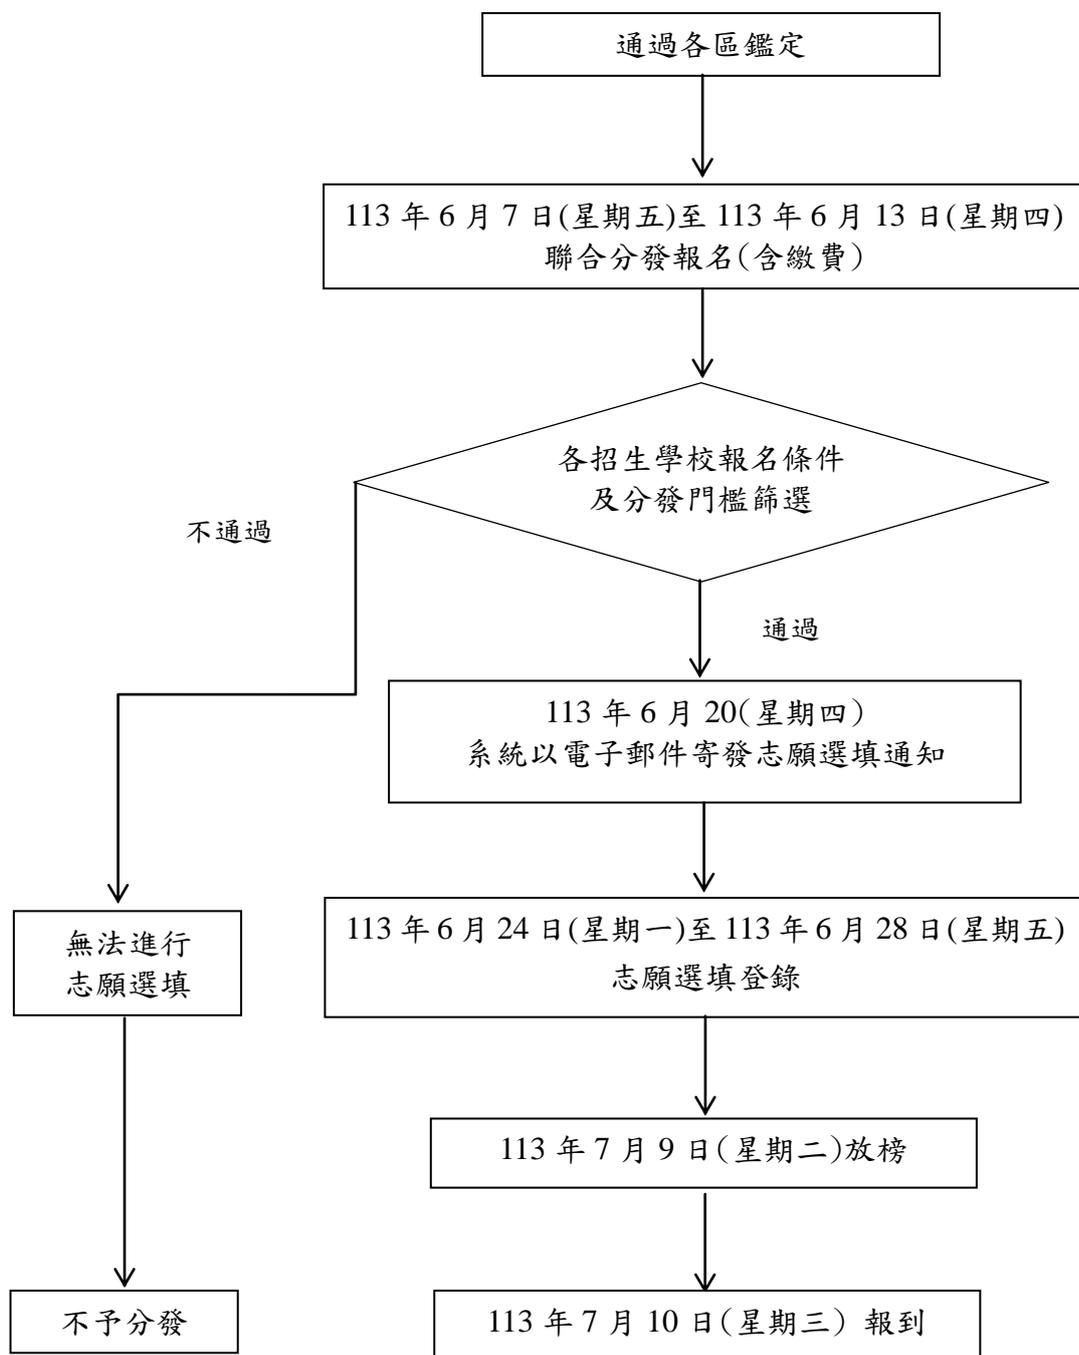 通過各區鑑定
113 年 6 月 7 日(星期五)至 113 年 6 月 13 日(星期四)
聯合分發報名(含繳費)
各招生學校報名條件
及分發門檻篩選
不通過
通過
113 年 6 月 20(星期四)
系統以電子郵件寄發志願選填通知
無法進行
志願選填
113 年 6 月 24 日(星期一)至 113 年 6 月 28 日(星期五)
志願選填登錄
113 年 7 月 9 日(星期二)放榜
不予分發
113 年 7 月 10 日(星期三) 報到